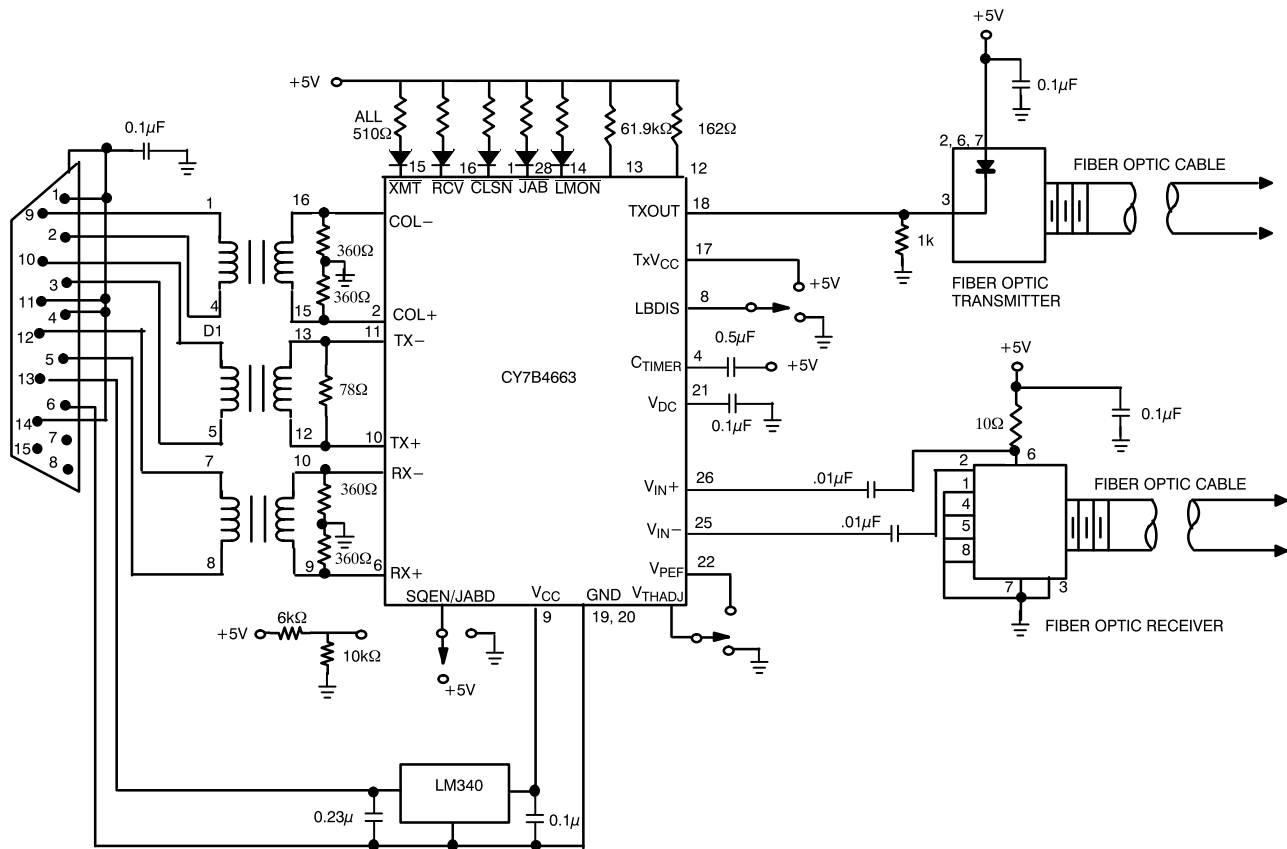 +5V
+5V
0.1µF
ALL
510Ω
61.9kΩ
162Ω
0.1µF
2, 6, 7
FIBER OPTIC CABLE
15
16
1
28
14
13
12
XMT
RCV
CLSN
JAB
LMON
3
1
9
2
10
3
11
4
12
5
13
6
14
7
15
8
1
16
COL−
360Ω
360Ω
4
15
2
COL+
TXOUT
18
1k
FIBER OPTIC
TRANSMITTER
TxVCC
17
+5V
LBDIS
8
D1
13
11
TX−
CY7B4663
0.5µF
CTIMER
4
+5V
+5V
78Ω
VDC
21
0.1µF
10Ω
0.1µF
5
12
10
TX+
7
10
RX−
360Ω
360Ω
8
9
6
RX+
VIN+
26
.01µF
2
6
1
4
5
8
FIBER OPTIC CABLE
VIN−
25
.01µF
VPEF
22
7
3
SQEN/JABD
VCC
GND
VTHADJ
9
19, 20
FIBER OPTIC RECEIVER
+5V
6kΩ
10kΩ
+5V
LM340
0.23µ
0.1µ